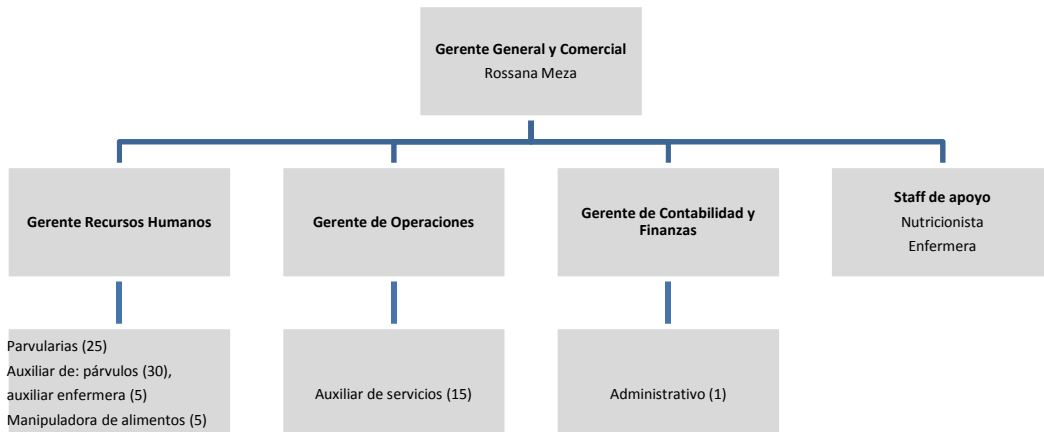 Gerente General y Comercial
Rossana Meza
Gerente Recursos Humanos
Gerente de Operaciones
Gerente de Contabilidad y
Finanzas
Staff de apoyo
Nutricionista
Enfermera
Parvularias (25)
Auxiliar de: párvulos (30),
auxiliar enfermera (5)
Manipuladora de alimentos (5)
Auxiliar de servicios (15)
Administrativo (1)